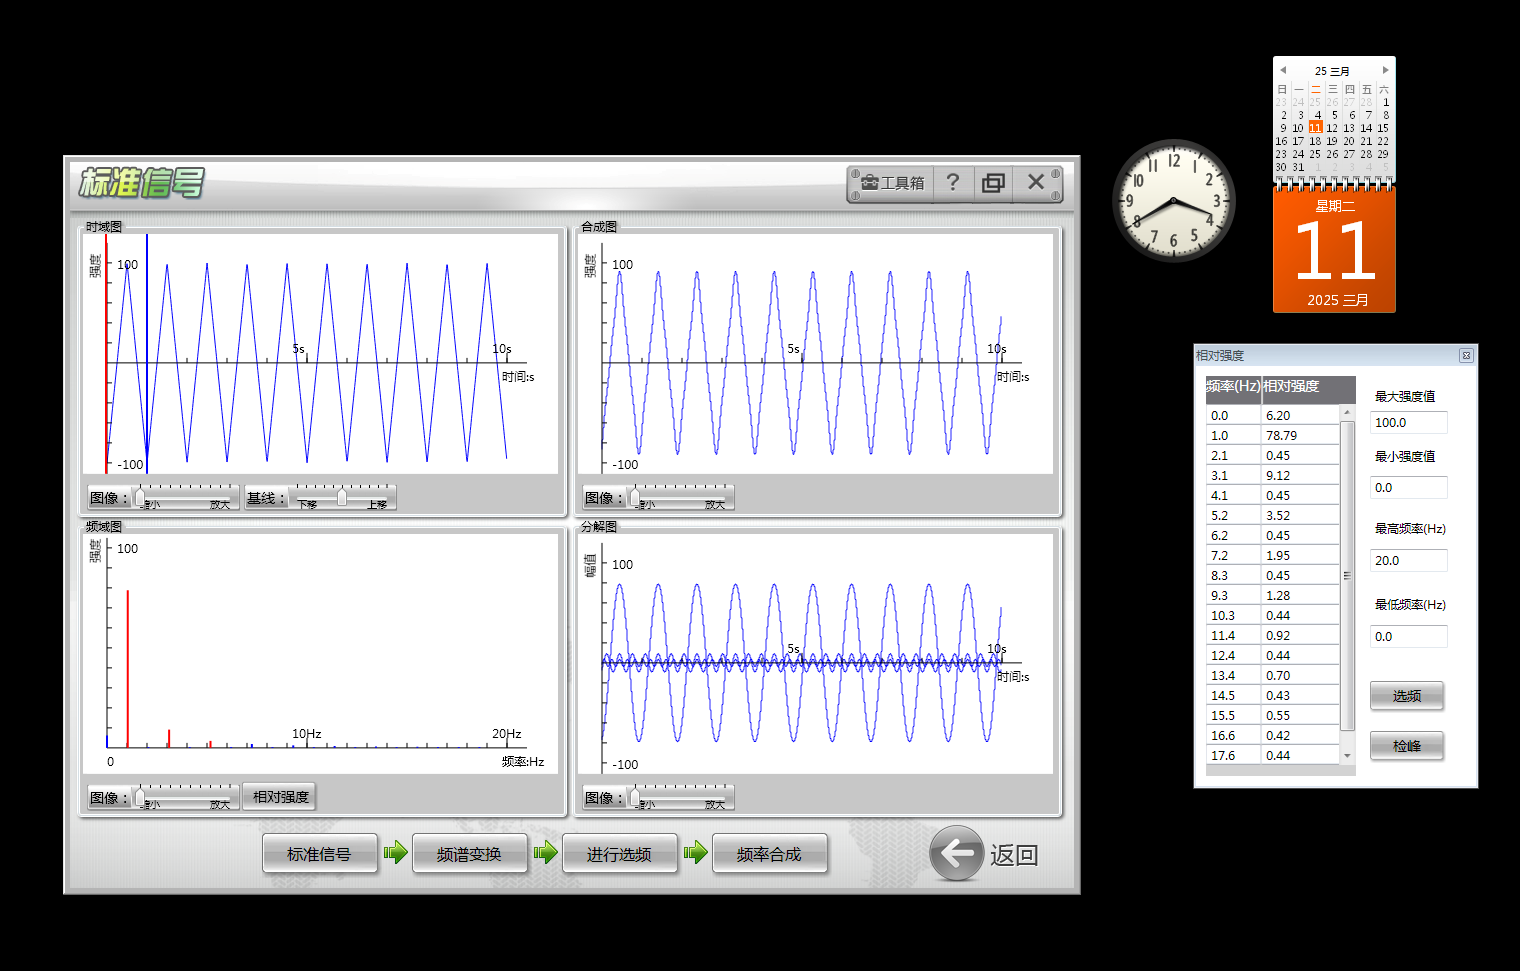 标准信号
工具箱
?
时域图
强度
100
5s
10s
时间:s
-100
图像：
缩小
放大
基线：
下移
上移
合成图
强度
100
5s
10s
时间:s
-100
图像：
缩小
放大
频域图
强度
100
10Hz
20Hz
0
频率:Hz
图像：
缩小
放大
相对强度
分解图
幅值
100
5s
10s
时间:s
-100
图像：
缩小
放大
标准信号
频谱变换
进行选频
频率合成
返回
12
1
2
3
4
5
6
7
8
9
10
11
25 三月
日 一 二 三 四 五 六
23 24 25 26 27 28 1
2 3 4 5 6 7 8
9 10 11 12 13 14 15
16 17 18 19 20 21 22
23 24 25 26 27 28 29
30 31 1 2 3 4 5
星期二
11
2025 三月
相对强度
频率(Hz) 相对强度
0.0 6.20
1.0 78.79
2.1 0.45
3.1 9.12
4.1 0.45
5.2 3.52
6.2 0.45
7.2 1.95
8.3 0.45
9.3 1.28
10.3 0.44
11.4 0.92
12.4 0.44
13.4 0.70
14.5 0.43
15.5 0.55
16.6 0.42
17.6 0.44
最大强度值
100.0
最小强度值
0.0
最高频率(Hz)
20.0
最低频率(Hz)
0.0
选频
检峰